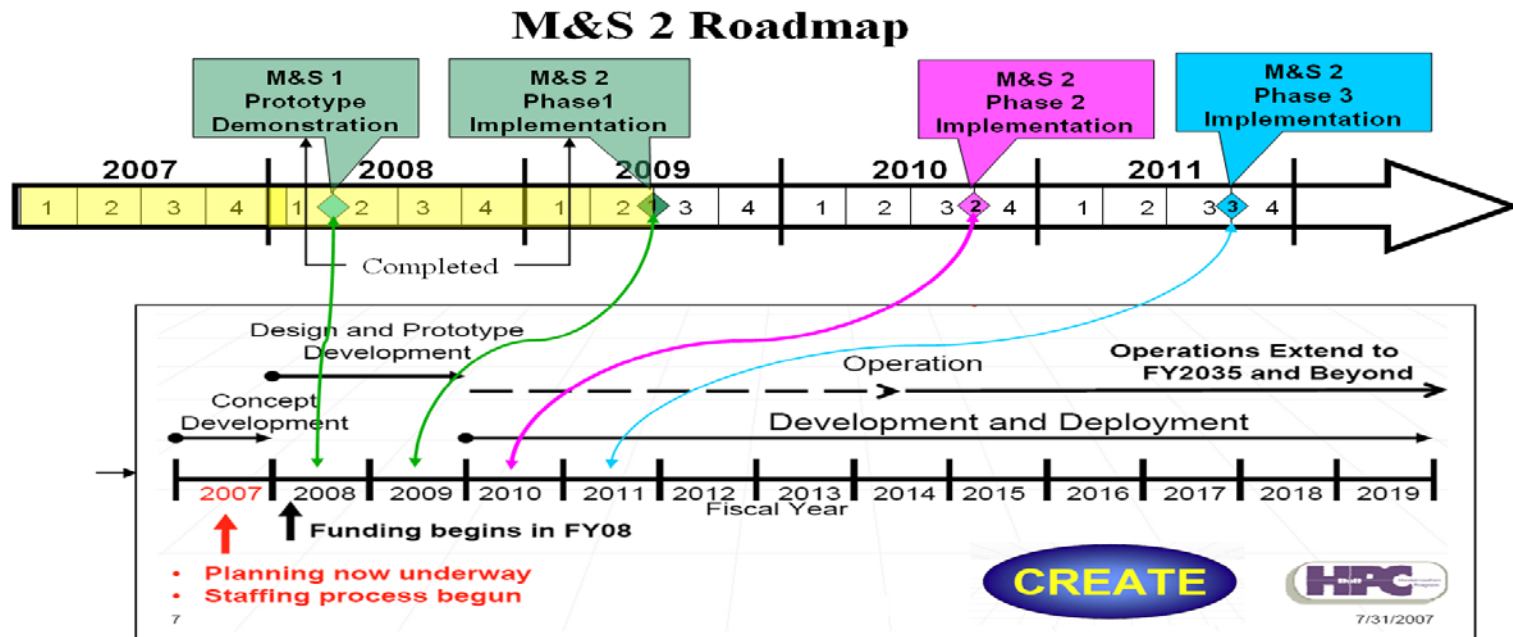 M&S 2 Roadmap
M&S 1
Prototype
Demonstration
M&S 2
Phase1
Implementation
M&S 2
Phase 2
Implementation
M&S 2
Phase 3
Implementation
2007 2008 2009 2010 2011
1 2 3 4 1 2 3 4 1 2 1 3 4 1 2 3 2 4 1 2 3 3 4
Completed
Design and Prototype
Development
Operation
Operations Extend to
FY2035 and Beyond
Concept
Development
Development and Deployment
2007 2008 2009 2010 2011 2012 2013 2014 2015 2016 2017 2018 2019
Fiscal Year
Funding begins in FY08
• Planning now underway
• Staffing process begun
CREATE
HPC
7
7/31/2007